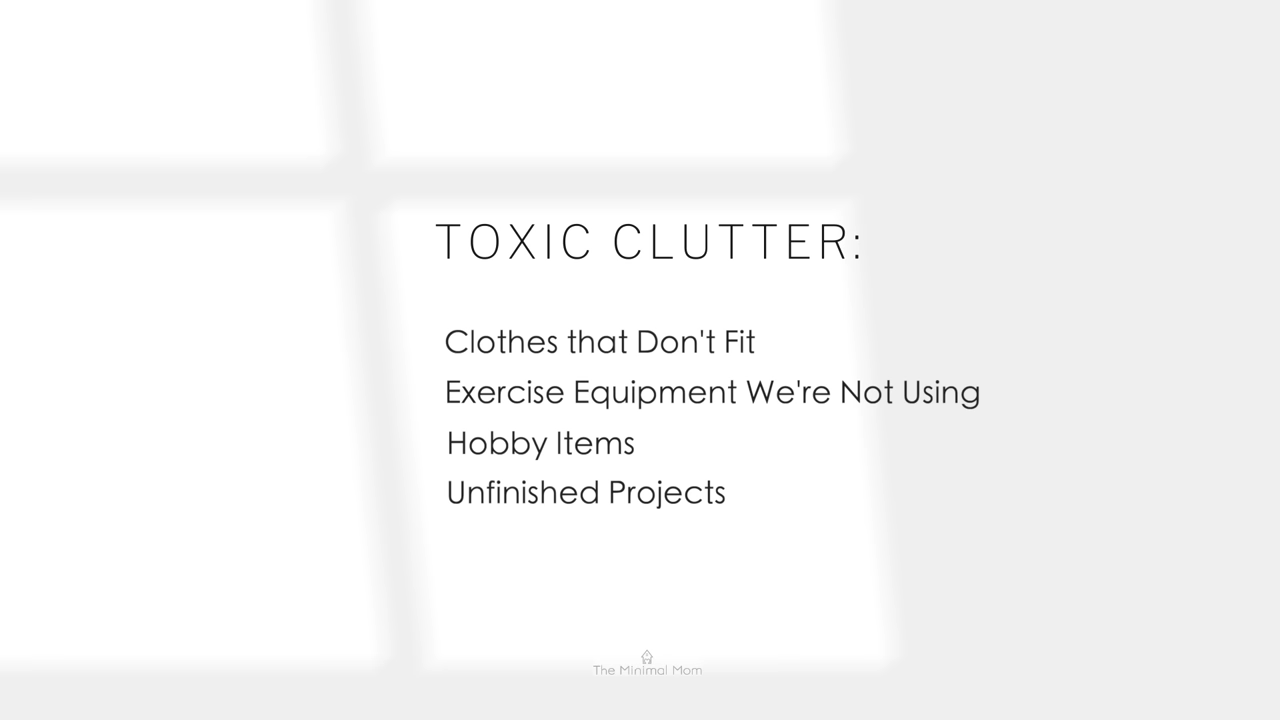 TOXIC CLUTTER:
Clothes that Don't Fit
Exercise Equipment We're Not Using
Hobby Items
Unfinished Projects
The Minimal Mom